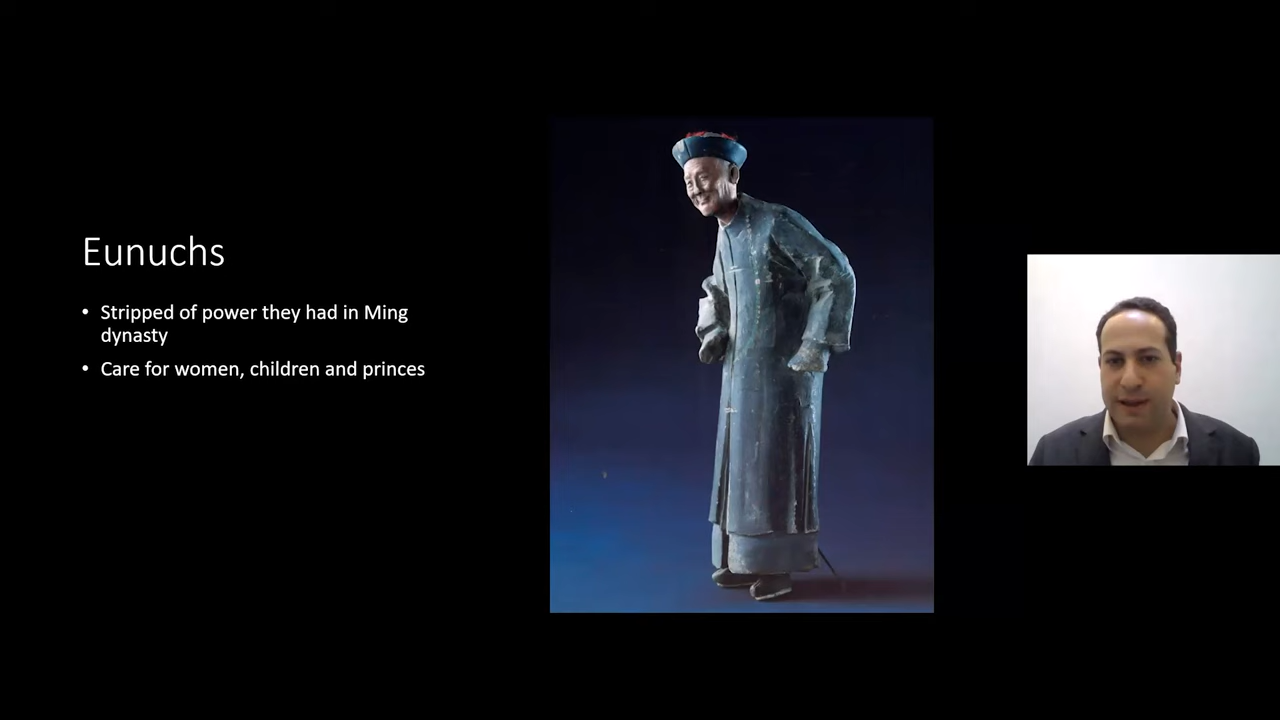 Eunuchs
• Stripped of power they had in Ming
dynasty
• Care for women, children and princes